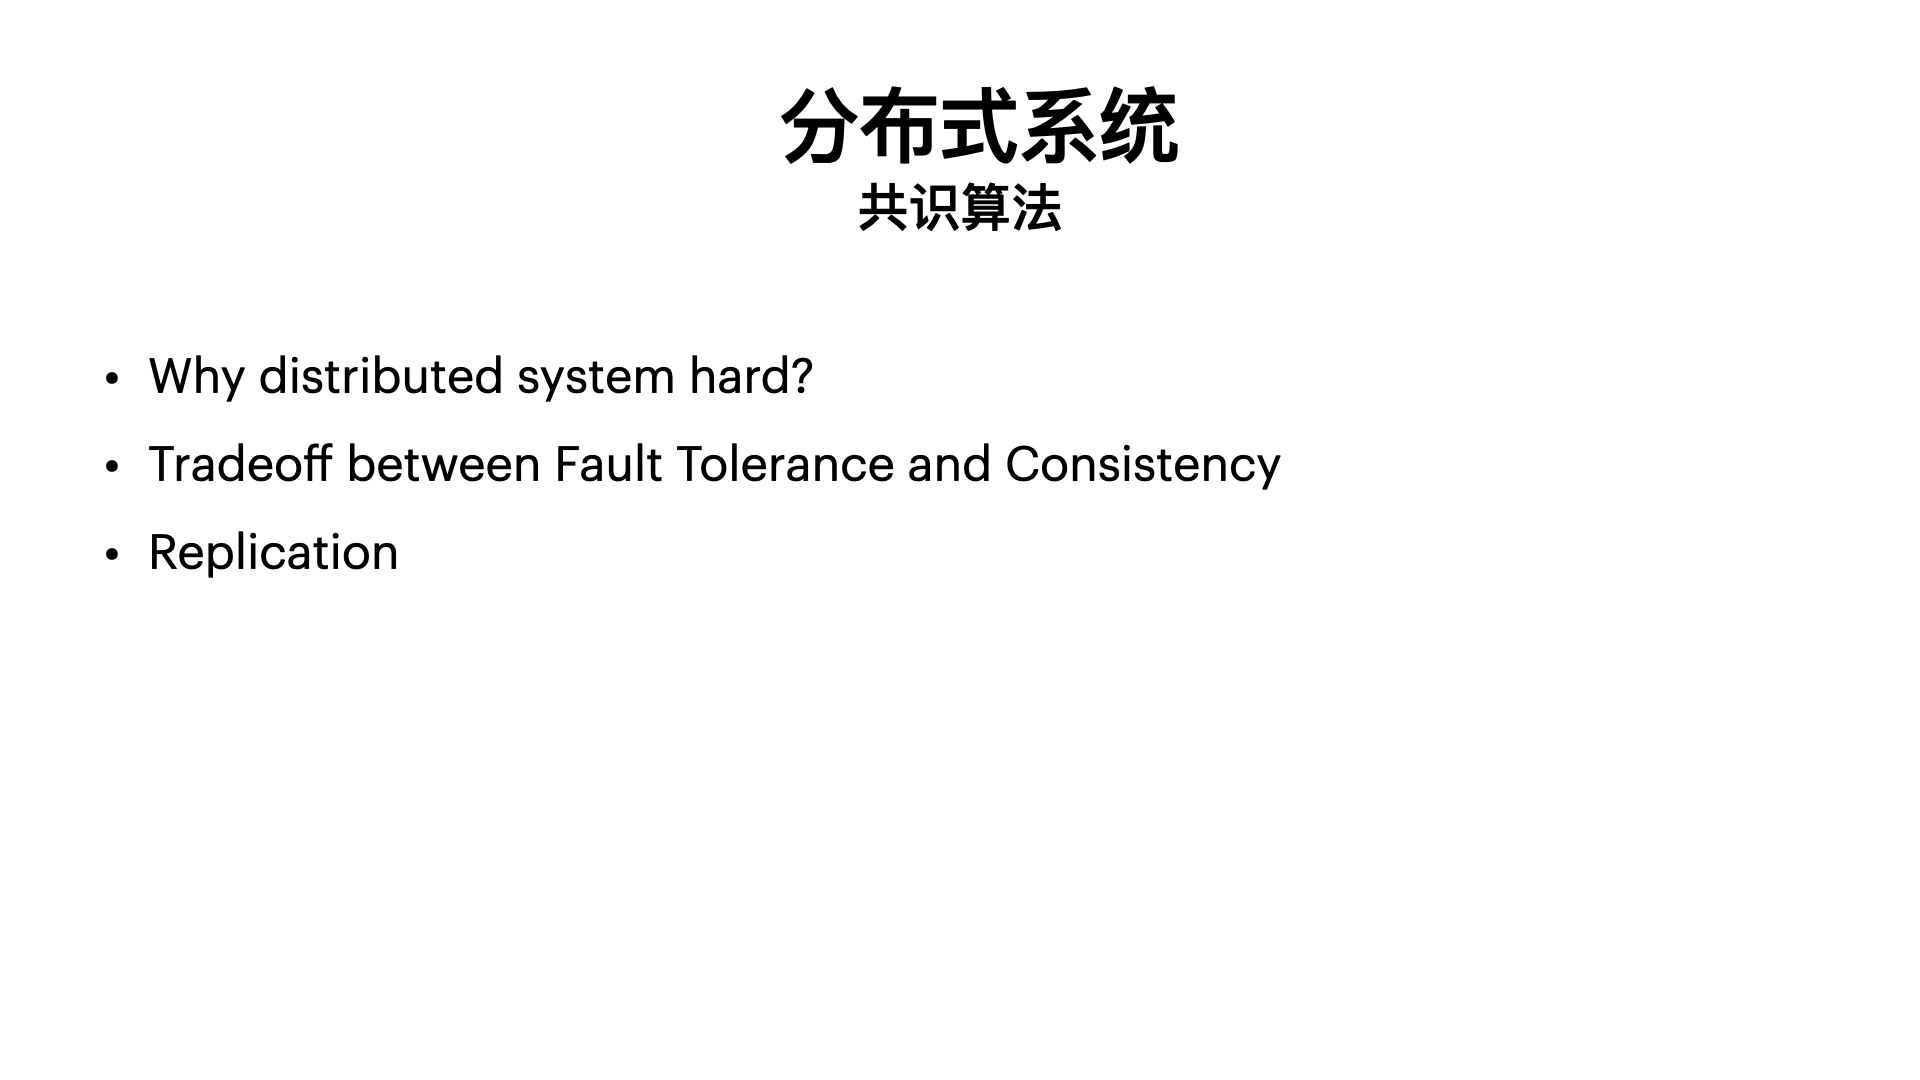 分布式系统
共识算法
• Why distributed system hard?
• Tradeoff between Fault Tolerance and Consistency
• Replication